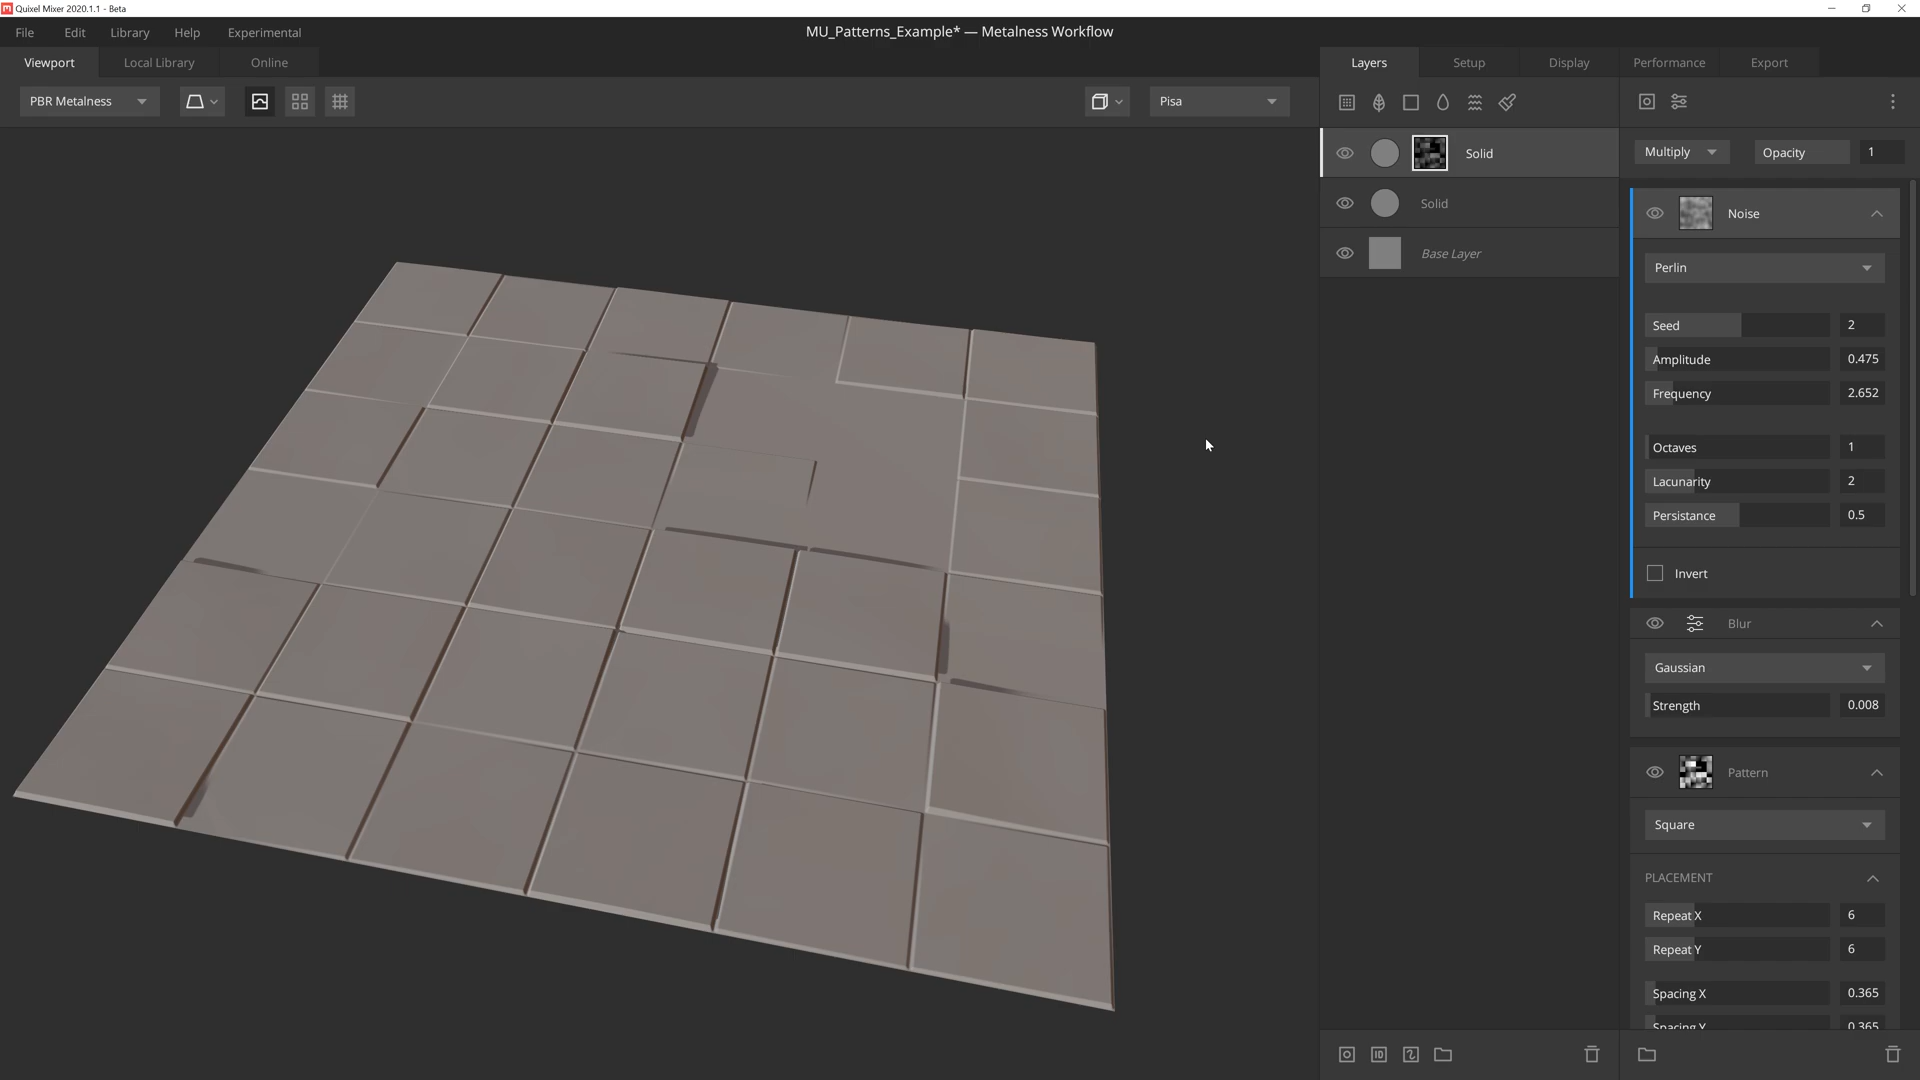 Quixel Mixer 2020.1.1 - Beta
File Edit Library Help Experimental
MU_Patterns_Example* — Metalness Workflow
Viewport Local Library Online
Layers Setup Display Performance Export
PBR Metalness
Pisa
Solid
Solid
Base Layer
Multiply Opacity 1
Noise
Perlin
Seed 2
Amplitude 0.475
Frequency 2.652
Octaves 1
Lacunarity 2
Persistance 0.5
Invert
Blur
Gaussian
Strength 0.008
Pattern
Square
PLACEMENT
Repeat X 6
Repeat Y 6
Spacing X 0.365
Spacing Y 0.365